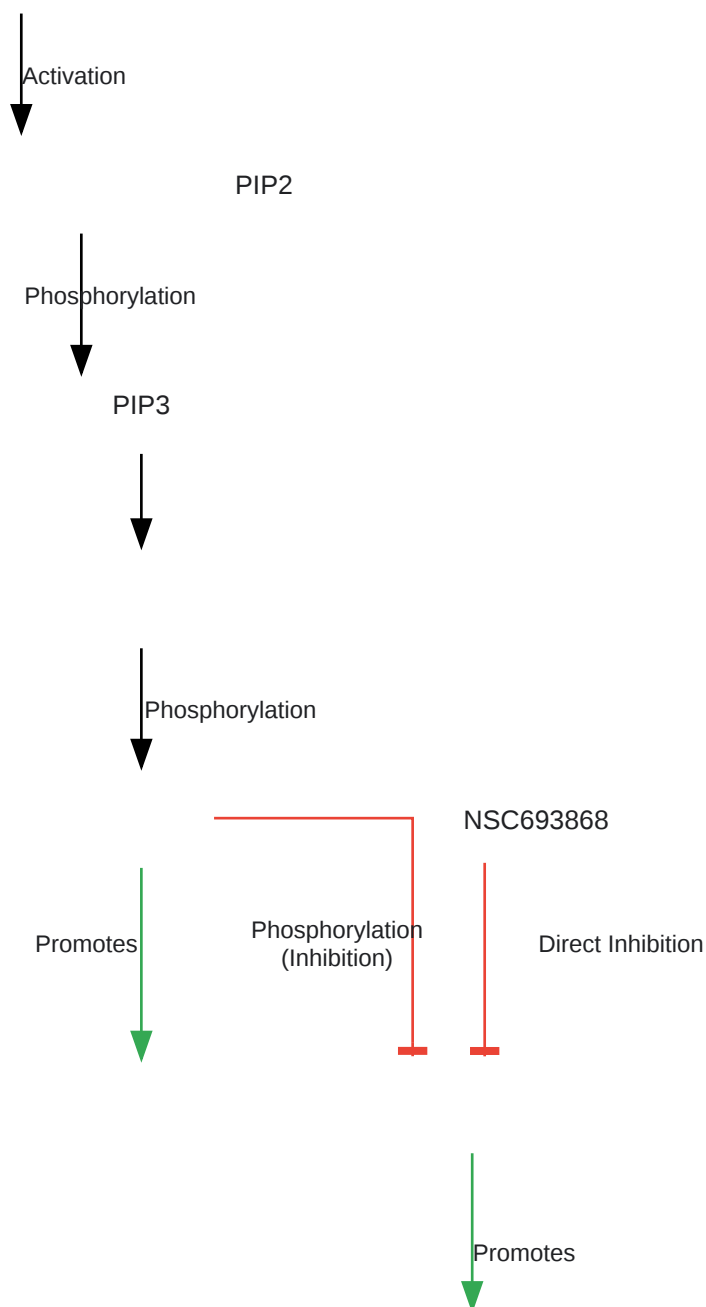 Activation
PIP2
Phosphorylation
PIP3
Phosphorylation
NSC693868
Promotes
Phosphorylation
(Inhibition)
Direct Inhibition
Promotes